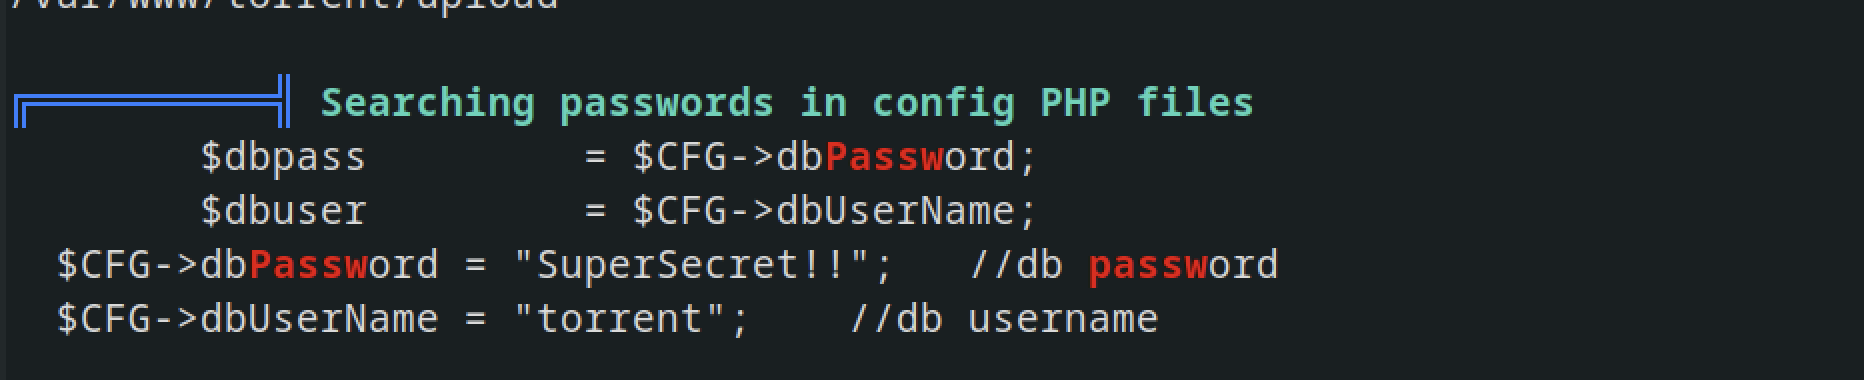 /var/www/torrent/upload
╔══════════╣ Searching passwords in config PHP files
        $dbpass         = $CFG->dbPassword;
        $dbuser         = $CFG->dbUserName;
  $CFG->dbPassword = "SuperSecret!!";   //db password
  $CFG->dbUserName = "torrent";    //db username